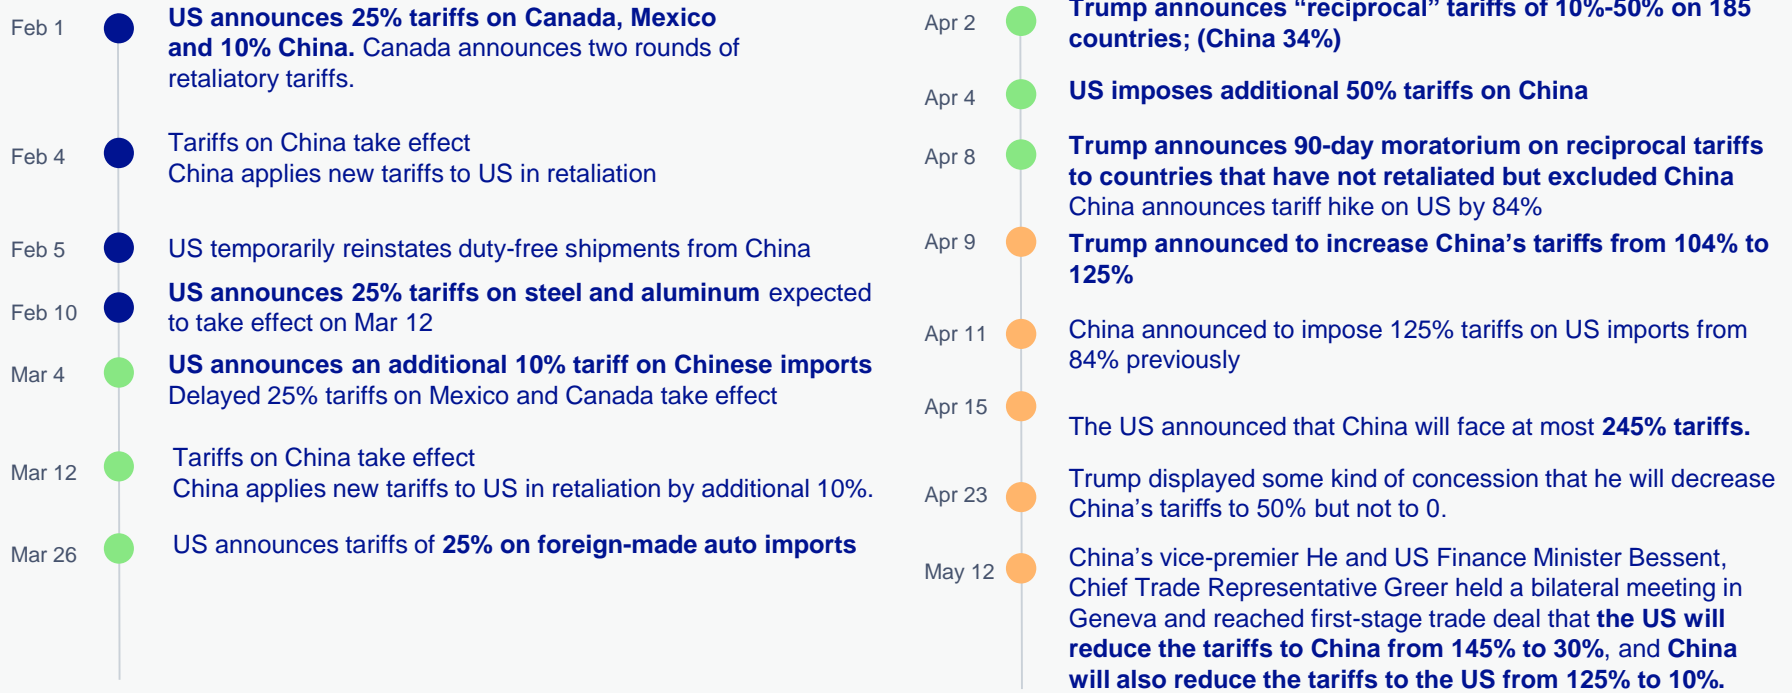 Feb 1
US announces 25% tariffs on Canada, Mexico
and 10% China. Canada announces two rounds of
retaliatory tariffs.
Feb 4
Tariffs on China take effect
China applies new tariffs to US in retaliation
Feb 5
US temporarily reinstates duty-free shipments from China
Feb 10
US announces 25% tariffs on steel and aluminum expected
to take effect on Mar 12
Mar 4
US announces an additional 10% tariff on Chinese imports
Delayed 25% tariffs on Mexico and Canada take effect
Mar 12
Tariffs on China take effect
China applies new tariffs to US in retaliation by additional 10%.
Mar 26
US announces tariffs of 25% on foreign-made auto imports
Apr 2
Trump announces “reciprocal” tariffs of 10%-50% on 185
countries; (China 34%)
Apr 4
US imposes additional 50% tariffs on China
Apr 8
Trump announces 90-day moratorium on reciprocal tariffs
to countries that have not retaliated but excluded China
China announces tariff hike on US by 84%
Apr 9
Trump announced to increase China’s tariffs from 104% to
125%
Apr 11
China announced to impose 125% tariffs on US imports from
84% previously
Apr 15
The US announced that China will face at most 245% tariffs.
Apr 23
Trump displayed some kind of concession that he will decrease
China’s tariffs to 50% but not to 0.
May 12
China’s vice-premier He and US Finance Minister Bessent,
Chief Trade Representative Greer held a bilateral meeting in
Geneva and reached first-stage trade deal that the US will
reduce the tariffs to China from 145% to 30%, and China
will also reduce the tariffs to the US from 125% to 10%.